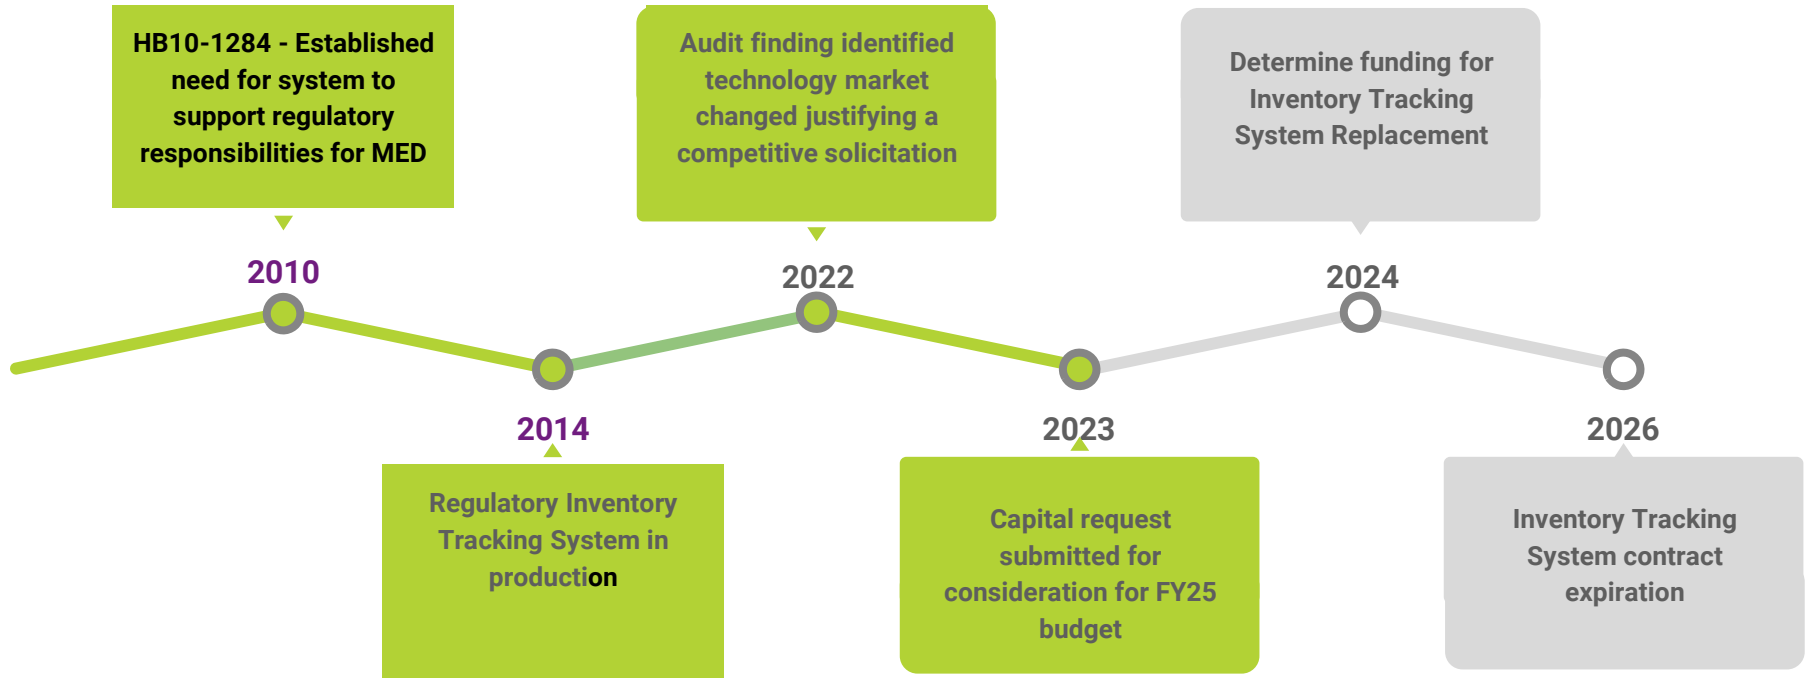 HB10-1284 - Established
need for system to
support regulatory
responsibilities for MED
2010
Regulatory Inventory
Tracking System in
production
2014
Audit finding identified
technology market
changed justifying a
competitive solicitation
2022
2023
Capital request
submitted for
consideration for FY25
budget
Determine funding for
Inventory Tracking
System Replacement
2024
2026
Inventory Tracking
System contract
expiration